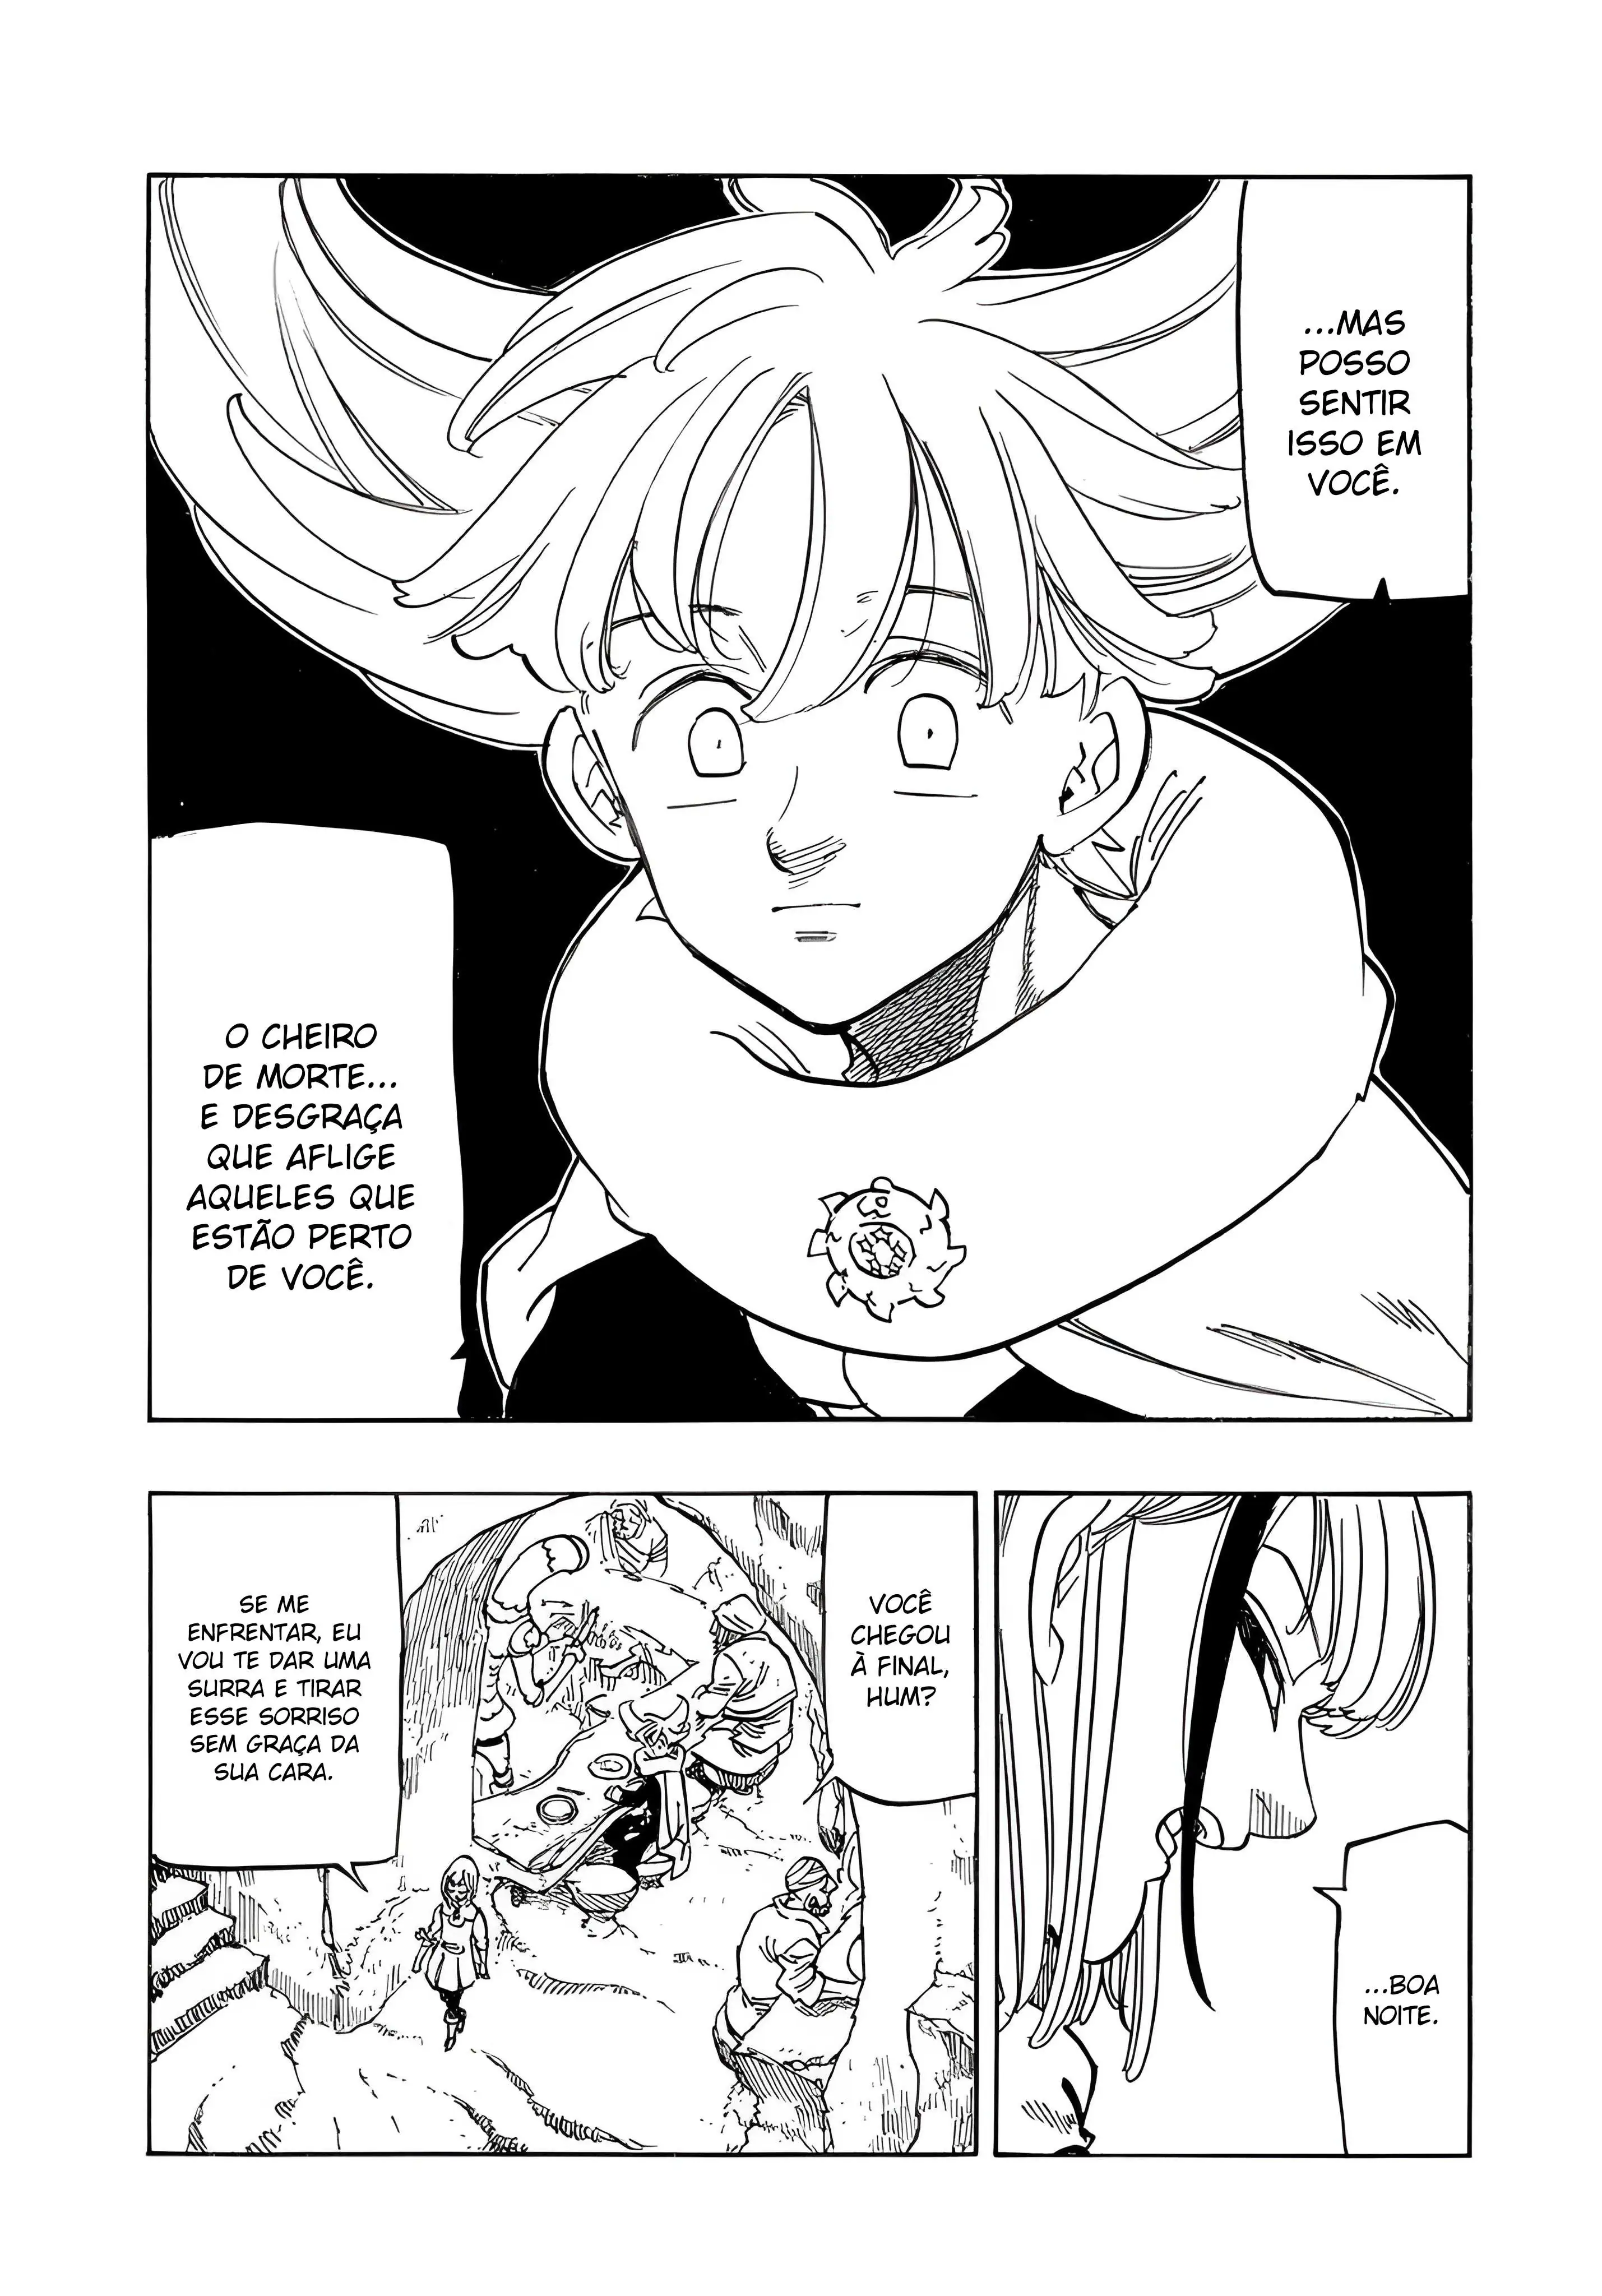 ...MAS
POSSO
SENTIR
ISSO EM
VOCÊ.
O CHEIRO
DE MORTE...
E DESGRAÇA
QUE AFLIGE
AQUELES QUE
ESTÃO PERTO
DE VOCÊ.
...BOA
NOITE.
VOCÊ
CHEGOU
À FINAL,
HUM?
SE ME
ENFRENTAR, EU
VOU TE DAR UMA
SURRA E TIRAR
ESSE SORRISO
SEM GRAÇA DA
SUA CARA.